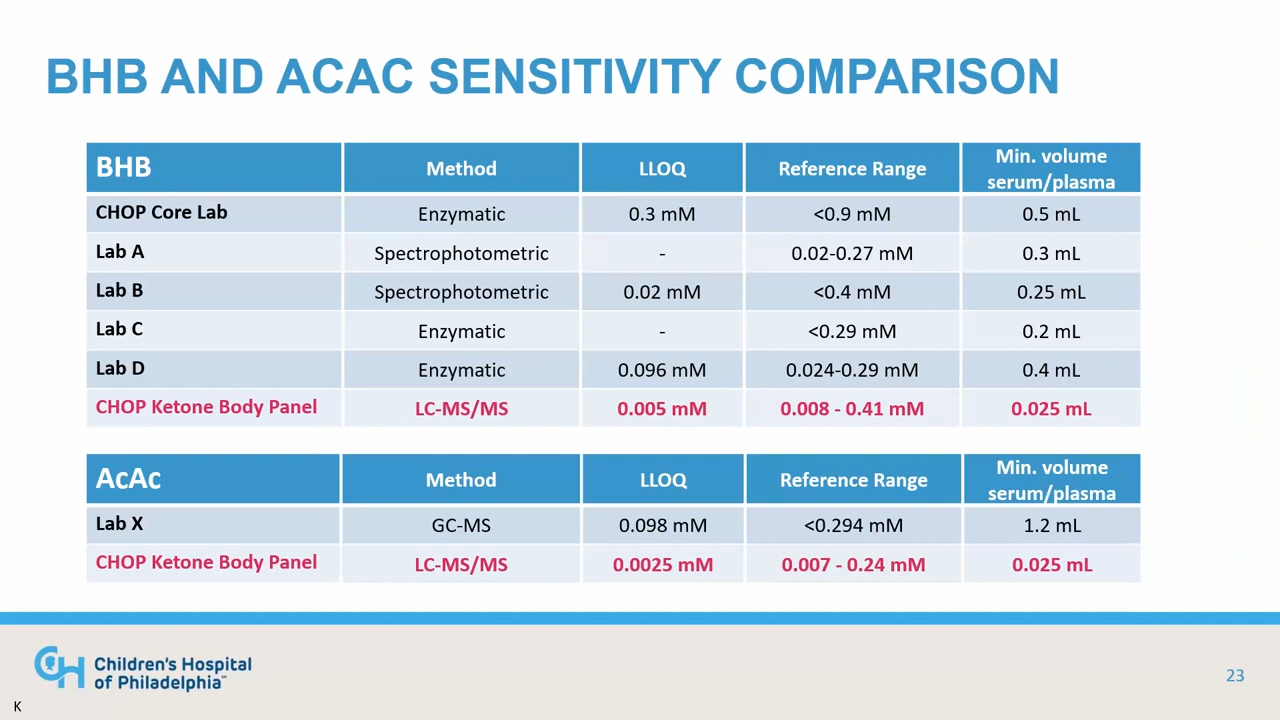 BHB AND ACAC SENSITIVITY COMPARISON
BHB Method LLOQ Reference Range Min. volume serum/plasma
CHOP Core Lab Enzymatic 0.3 mM <0.9 mM 0.5 mL
Lab A Spectrophotometric - 0.02-0.27 mM 0.3 mL
Lab B Spectrophotometric 0.02 mM <0.4 mM 0.25 mL
Lab C Enzymatic - <0.29 mM 0.2 mL
Lab D Enzymatic 0.096 mM 0.024-0.29 mM 0.4 mL
CHOP Ketone Body Panel LC-MS/MS 0.005 mM 0.008 - 0.41 mM 0.025 mL
AcAc Method LLOQ Reference Range Min. volume serum/plasma
Lab X GC-MS 0.098 mM <0.294 mM 1.2 mL
CHOP Ketone Body Panel LC-MS/MS 0.0025 mM 0.007 - 0.24 mM 0.025 mL
CH Children's Hospital
of Philadelphia
23
K